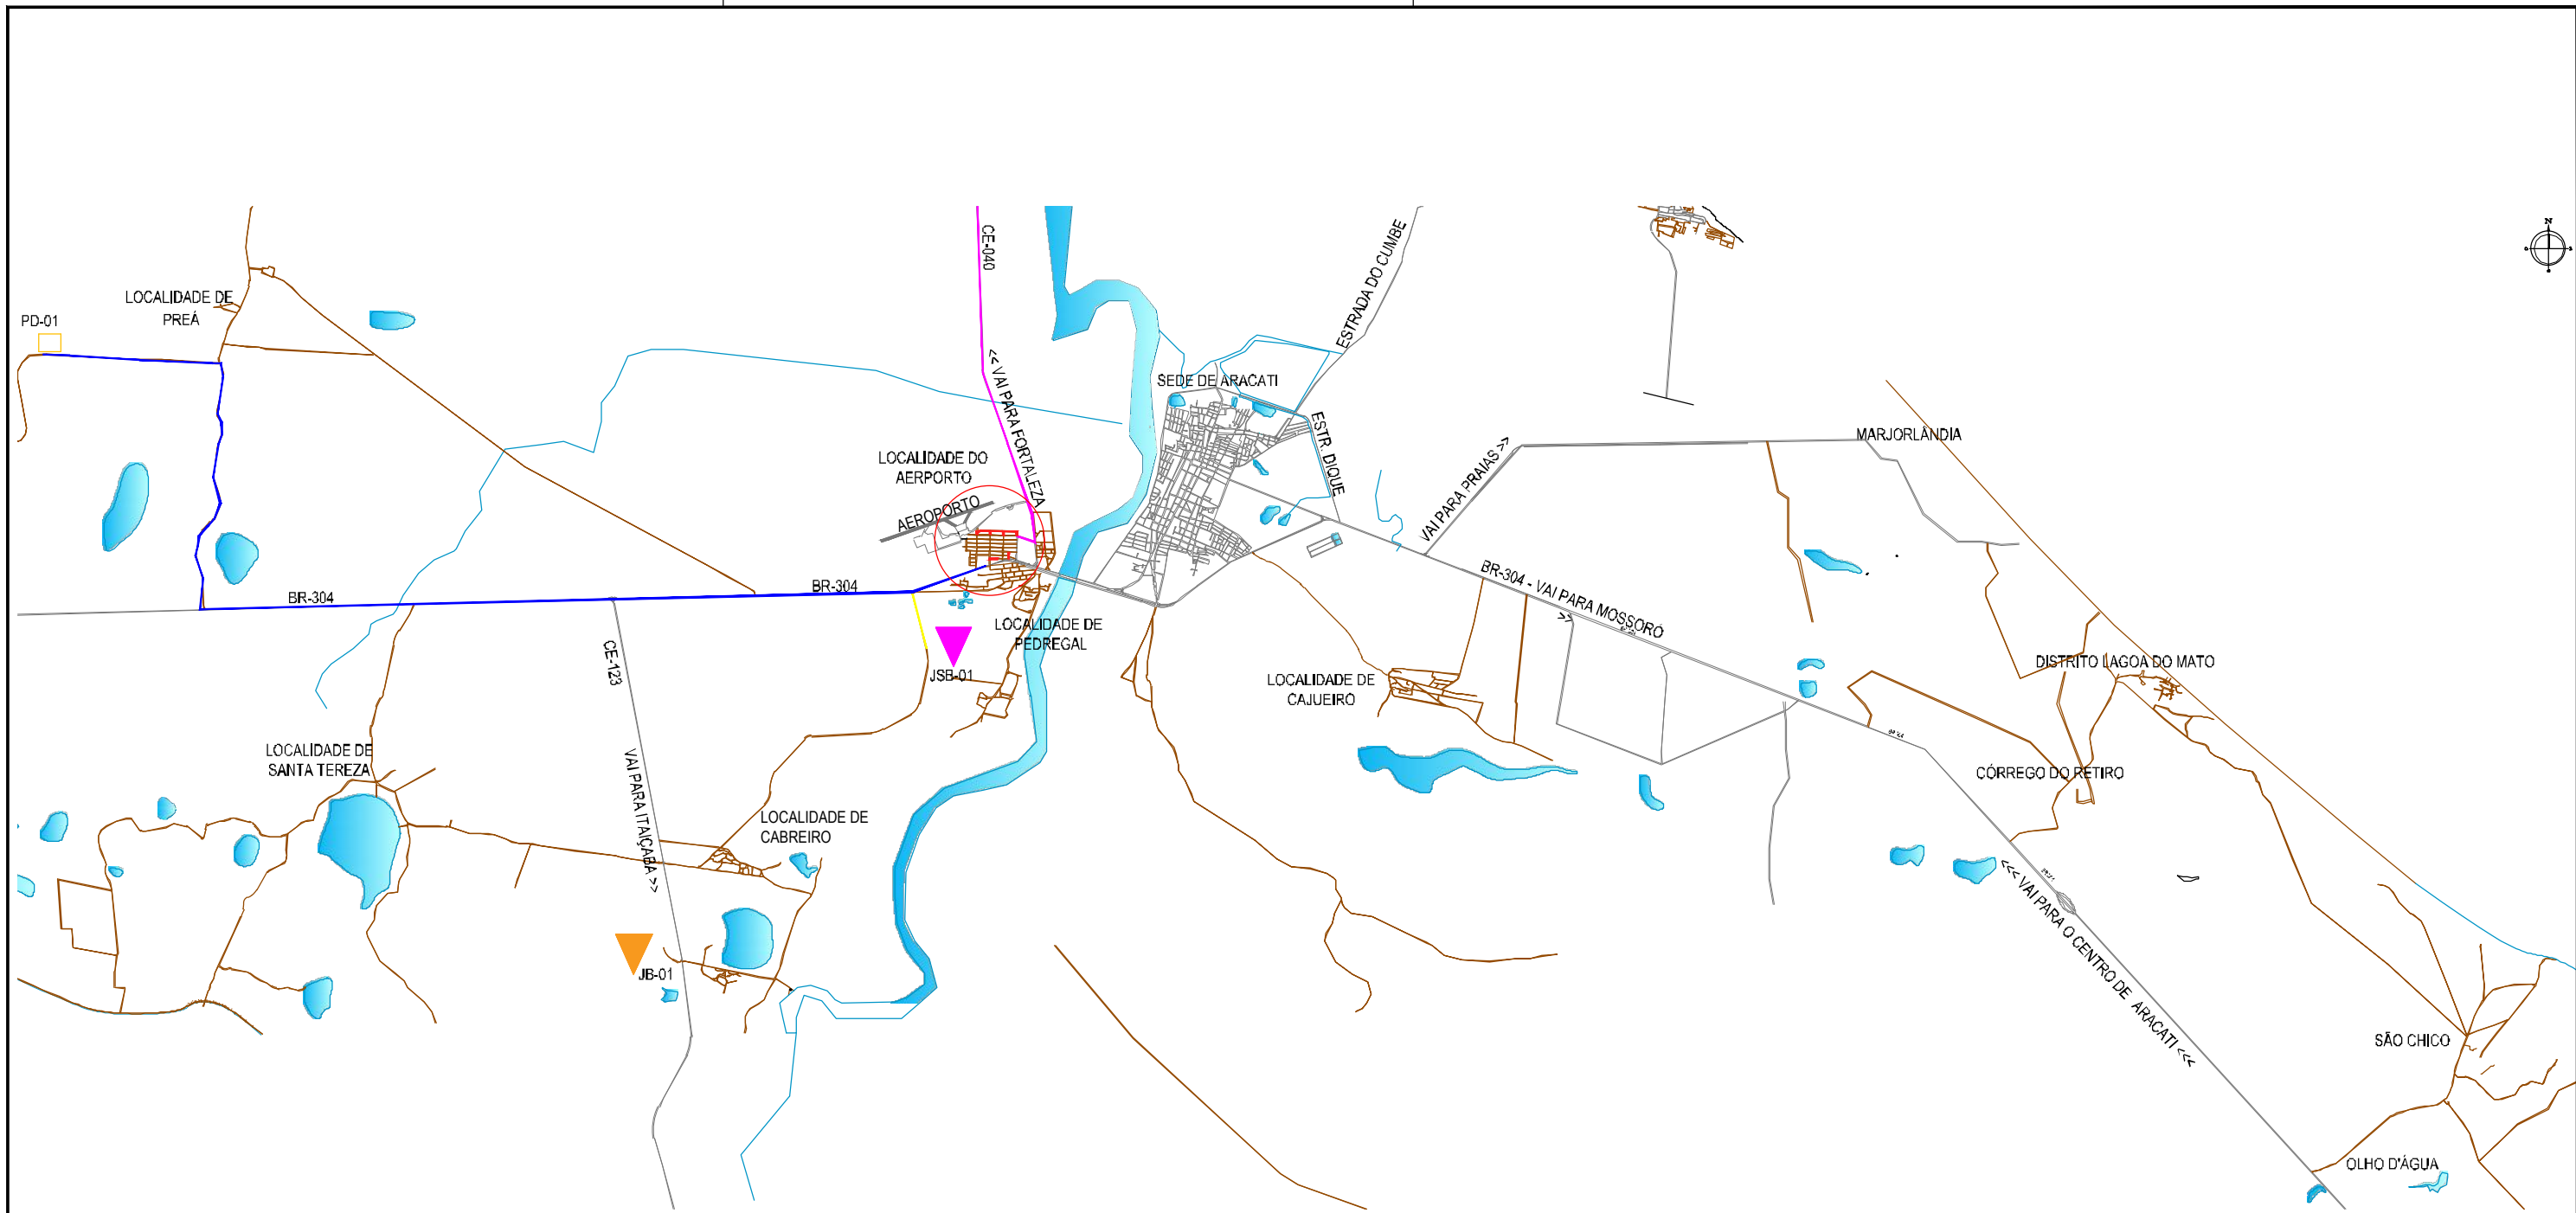 N
CE-040
ESTRADA DO CUMBE
LOCALIDADE DE
PREÁ
PD-01
<< VAI PARA FORTALEZA
SEDE DE ARACATI
ESTR. DIQUE
MARJORLÂNDIA
VAI PARA PRAIAS >>
LOCALIDADE DO
AERPORTO
AEROPORTO
BR-304
BR-304
BR-304 - VAI PARA MOSSORÓ
>>
LOCALIDADE DE
PEDREGAL
CE-123
JSB-01
LOCALIDADE DE
CAJUEIRO
DISTRITO LAGOA DO MATO
LOCALIDADE DE
SANTA TEREZA
VAI PARA ITAIÇABA >>
CÓRREGO DO RETIRO
LOCALIDADE DE
CABREIRO
<<< VAI PARA O CENTRO DE ARACATI <<<
JB-01
SÃO CHICO
OLHO D'ÁGUA